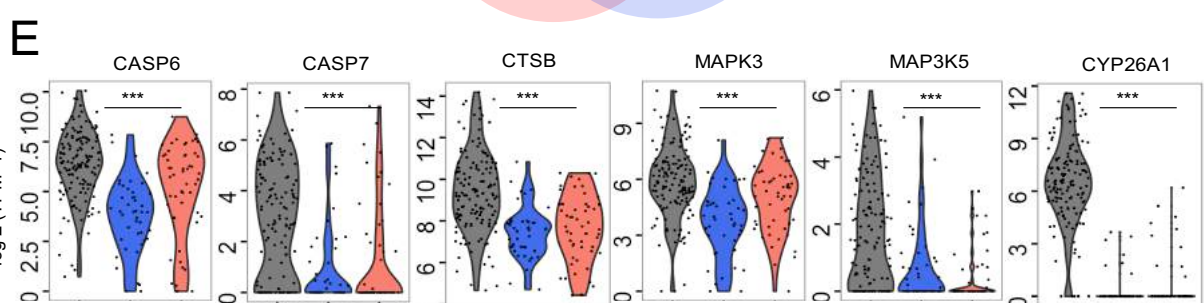 E
CASP6 CASP7 CTSB MAPK3 MAP3K5 CYP26A1
*** *** *** *** *** ***
10.0 7.5 5.0 2.5 0
8 6 4 2 0
14 12 10 8 6
9 6 3 0
6 4 2 0
12 9 6 3 0